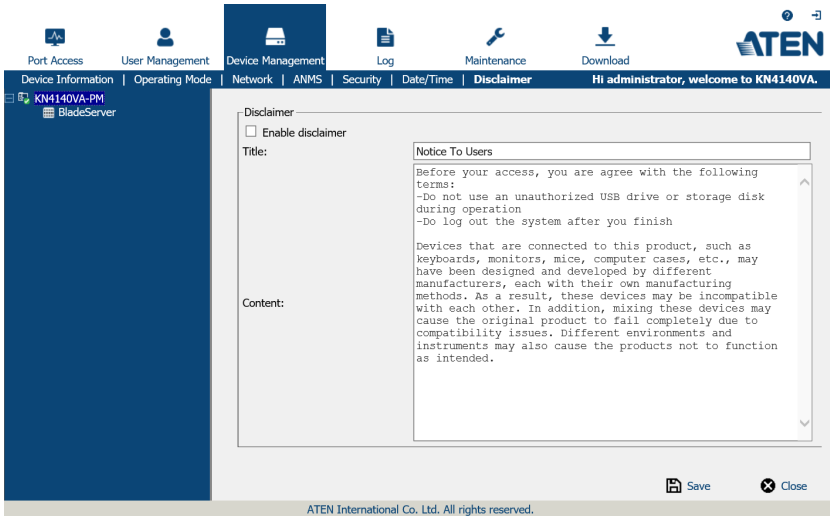 ATEN
Port Access
User Management
Device Management
Log
Maintenance
Download
Device Information | Operating Mode | Network | ANMS | Security | Date/Time | Disclaimer
Hi administrator, welcome to KN4140VA.
KN4140VA-PM
BladeServer
Disclaimer
Enable disclaimer
Title:
Notice To Users
Content:
Before your access, you are agree with the following
terms:
-Do not use an unauthorized USB drive or storage disk
during operation
-Do log out the system after you finish
Devices that are connected to this product, such as
keyboards, monitors, mice, computer cases, etc., may
have been designed and developed by different
manufacturers, each with their own manufacturing
methods. As a result, these devices may be incompatible
with each other. In addition, mixing these devices may
cause the original product to fail completely due to
compatibility issues. Different environments and
instruments may also cause the products not to function
as intended.
Save
Close
ATEN International Co. Ltd. All rights reserved.